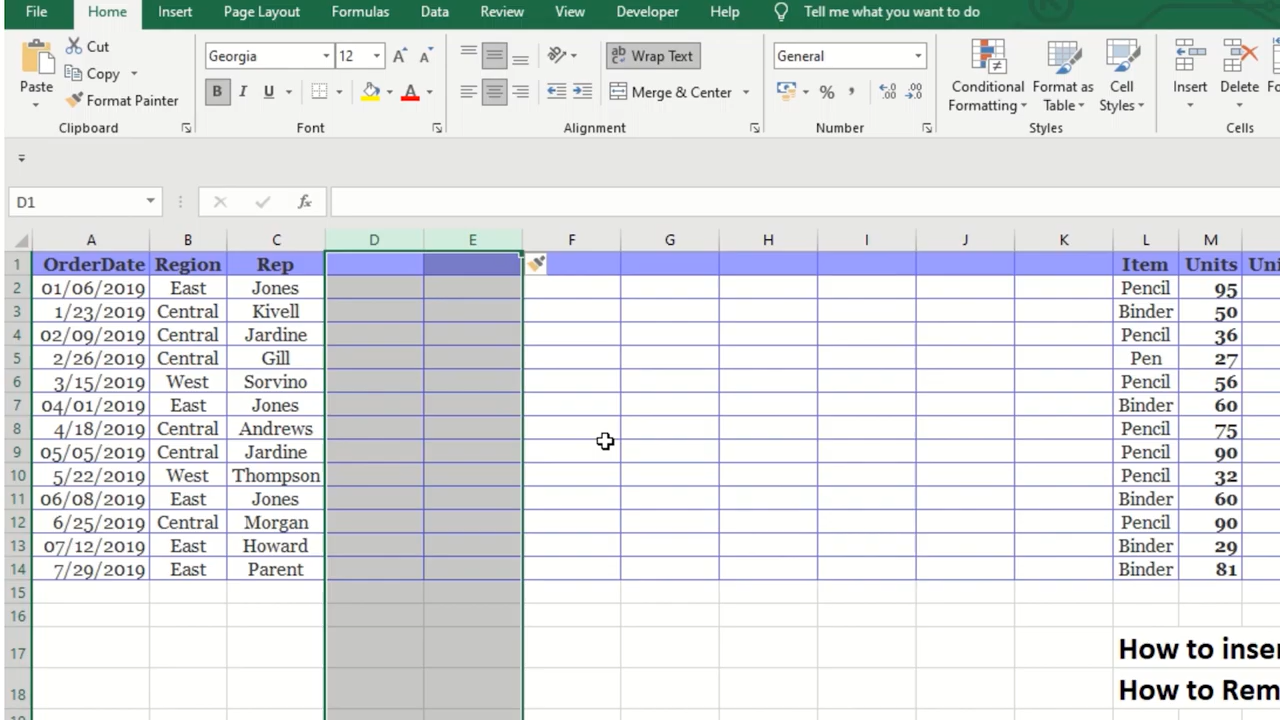 File Home Insert Page Layout Formulas Data Review View Developer Help Tell me what you want to do
Cut
Copy
Format Painter
Paste
Clipboard
Georgia 12 A A
B I U A
Font
ab c Wrap Text
Merge & Center
Alignment
General
% , .0 .00 .00 .0
Number
Conditional Formatting
Format as Table
Cell Styles
Styles
Insert Delete
Cells
D1 fx
A B C D E F G H I J K L M
1 OrderDate Region Rep Item Units
2 01/06/2019 East Jones Pencil 95
3 1/23/2019 Central Kivell Binder 50
4 02/09/2019 Central Jardine Pencil 36
5 2/26/2019 Central Gill Pen 27
6 3/15/2019 West Sorvino Pencil 56
7 04/01/2019 East Jones Binder 60
8 4/18/2019 Central Andrews Pencil 75
9 05/05/2019 Central Jardine Pencil 90
10 5/22/2019 West Thompson Pencil 32
11 06/08/2019 East Jones Binder 60
12 6/25/2019 Central Morgan Pencil 90
13 07/12/2019 East Howard Binder 29
14 7/29/2019 East Parent Binder 81
15
16
17 How to inser
18 How to Rem